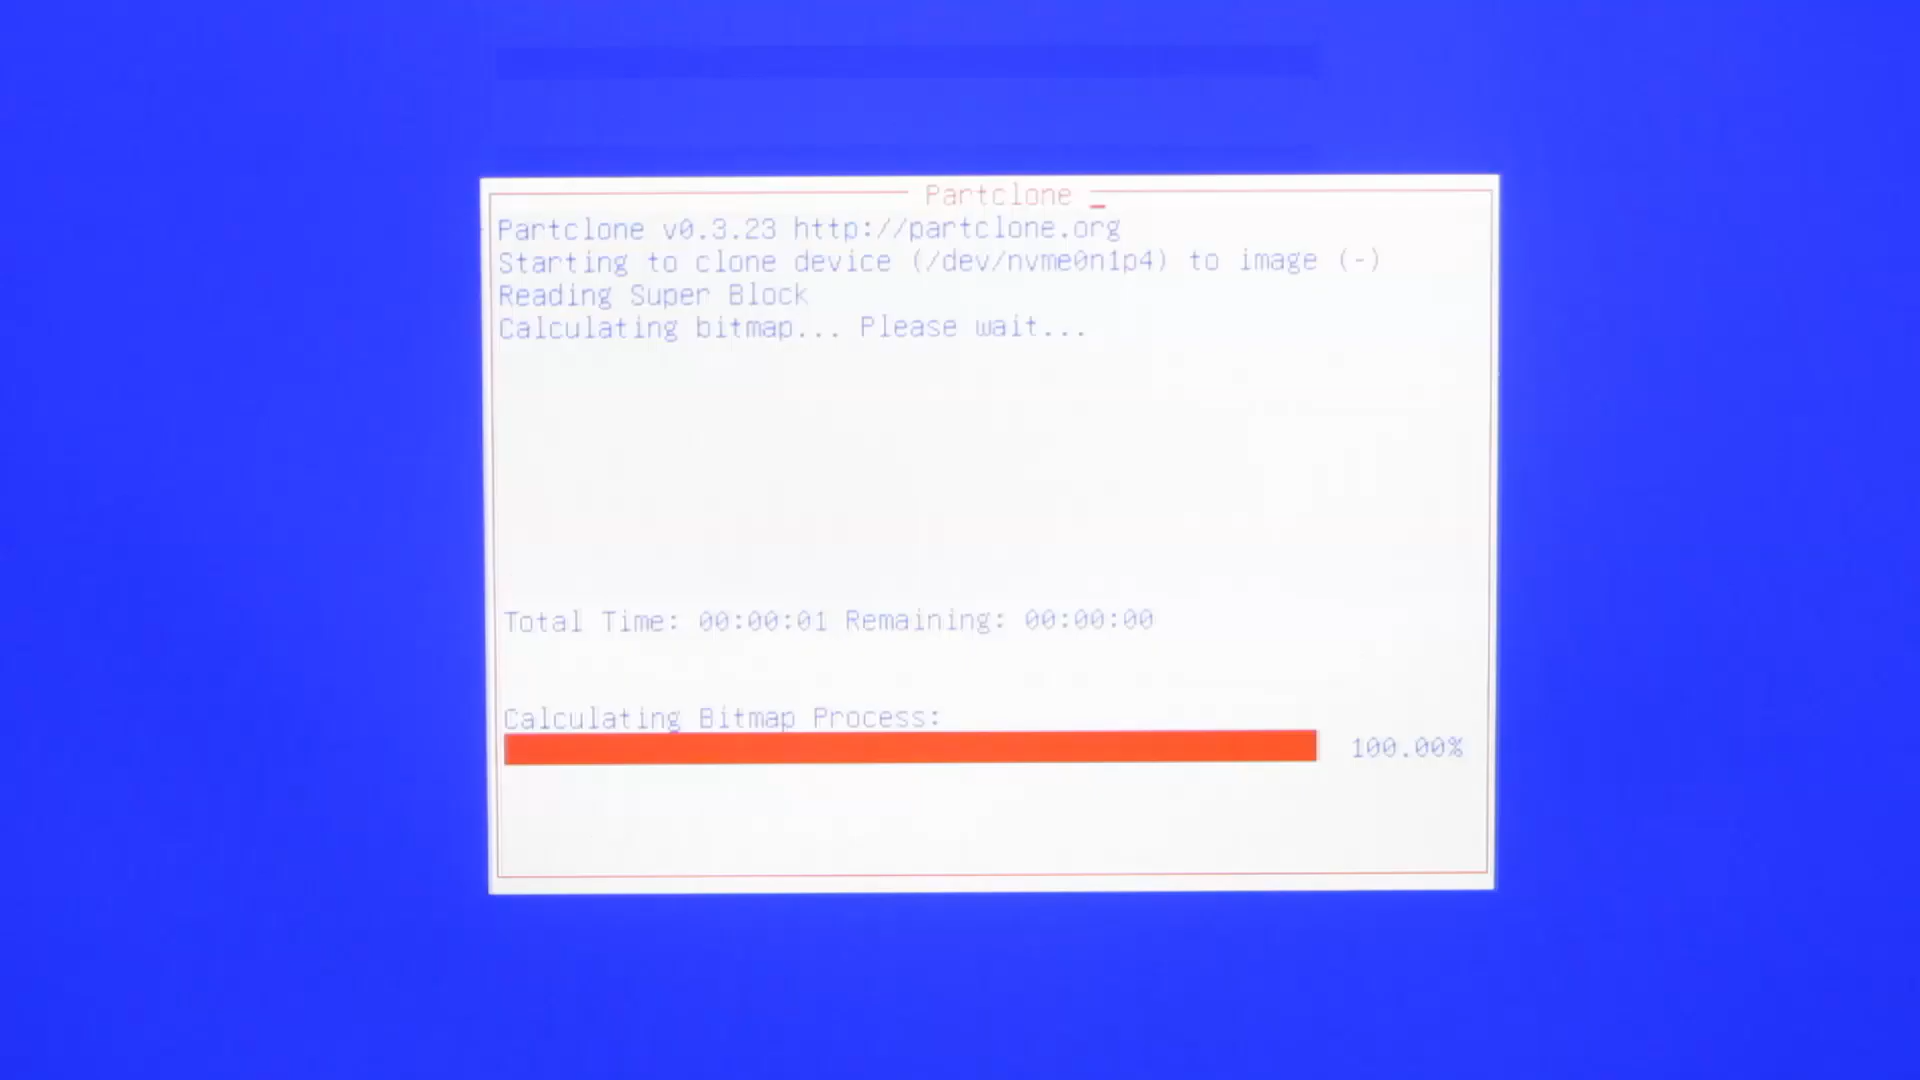 Partclone
Partclone v0.3.23 http://partclone.org
Starting to clone device (/dev/nvme0n1p4) to image (-)
Reading Super Block
Calculating bitmap... Please wait...
Total Time: 00:00:01 Remaining: 00:00:00
Calculating Bitmap Process:
100.00%